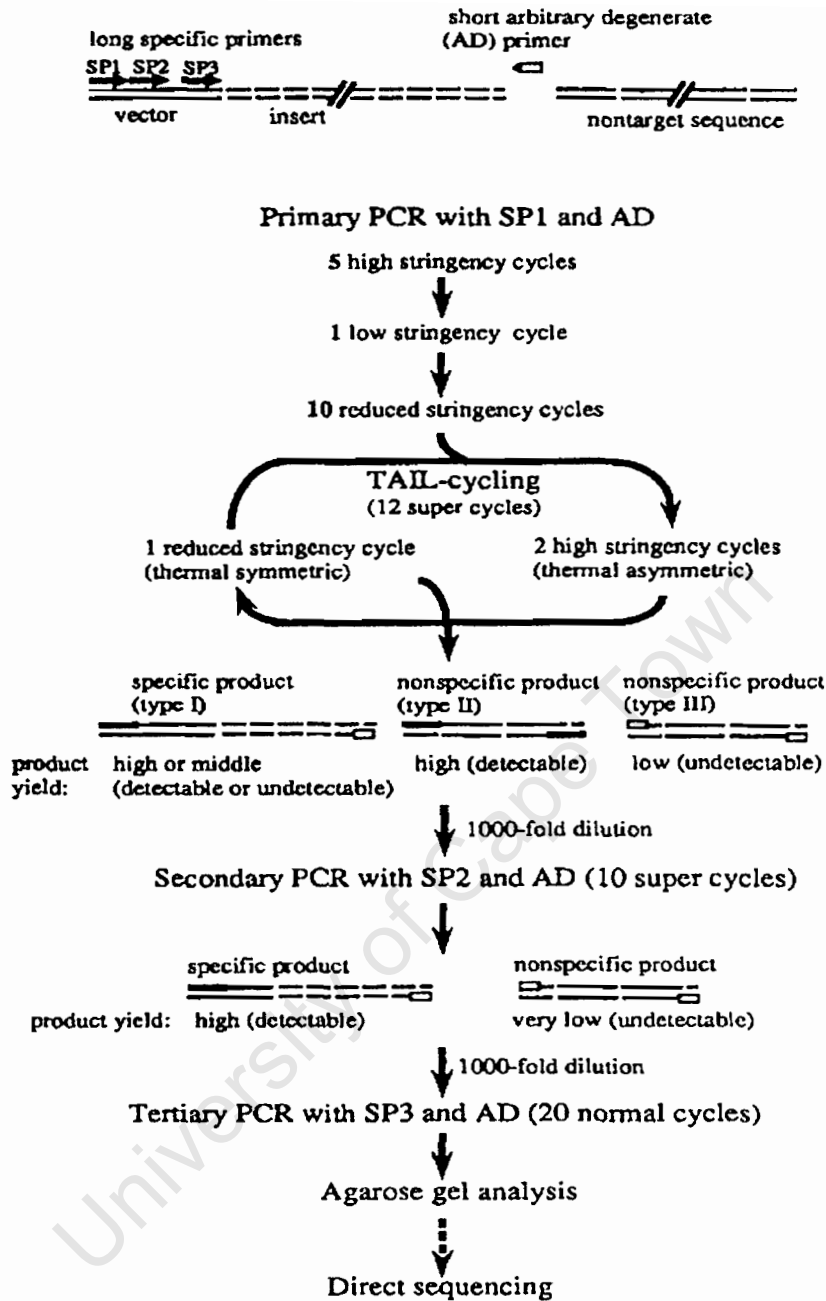 short arbitrary degenerate
long specific primers
(AD) primer
SP1 SP2 SP3
vector
insert
nontarget sequence
Primary PCR with SP1 and AD
5 high stringency cycles
1 low stringency cycle
10 reduced stringency cycles
TAIL-cycling
(12 super cycles)
1 reduced stringency cycle
(thermal symmetric)
2 high stringency cycles
(thermal asymmetric)
specific product
(type I)
nonspecific product
(type II)
nonspecific product
(type III)
product
yield:
high or middle
(detectable or undetectable)
high (detectable)
low (undetectable)
1000-fold dilution
Secondary PCR with SP2 and AD (10 super cycles)
specific product
nonspecific product
product yield:
high (detectable)
very low (undetectable)
1000-fold dilution
Tertiary PCR with SP3 and AD (20 normal cycles)
Agarose gel analysis
Direct sequencing
University of Cape Town